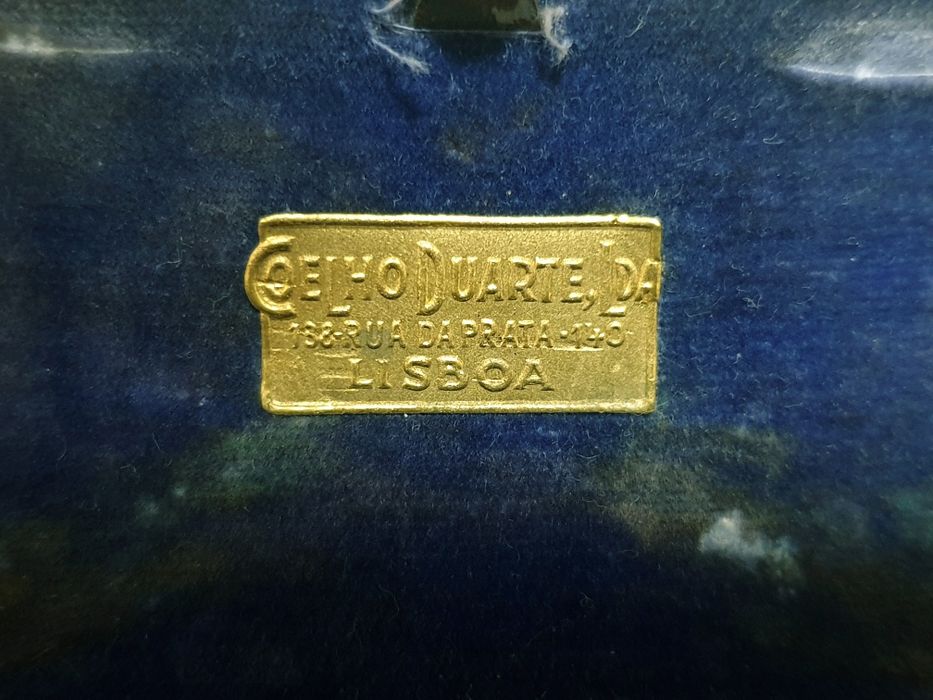 COELHO DUARTE, LDA
138-RUA DA PRATA-140
LISBOA